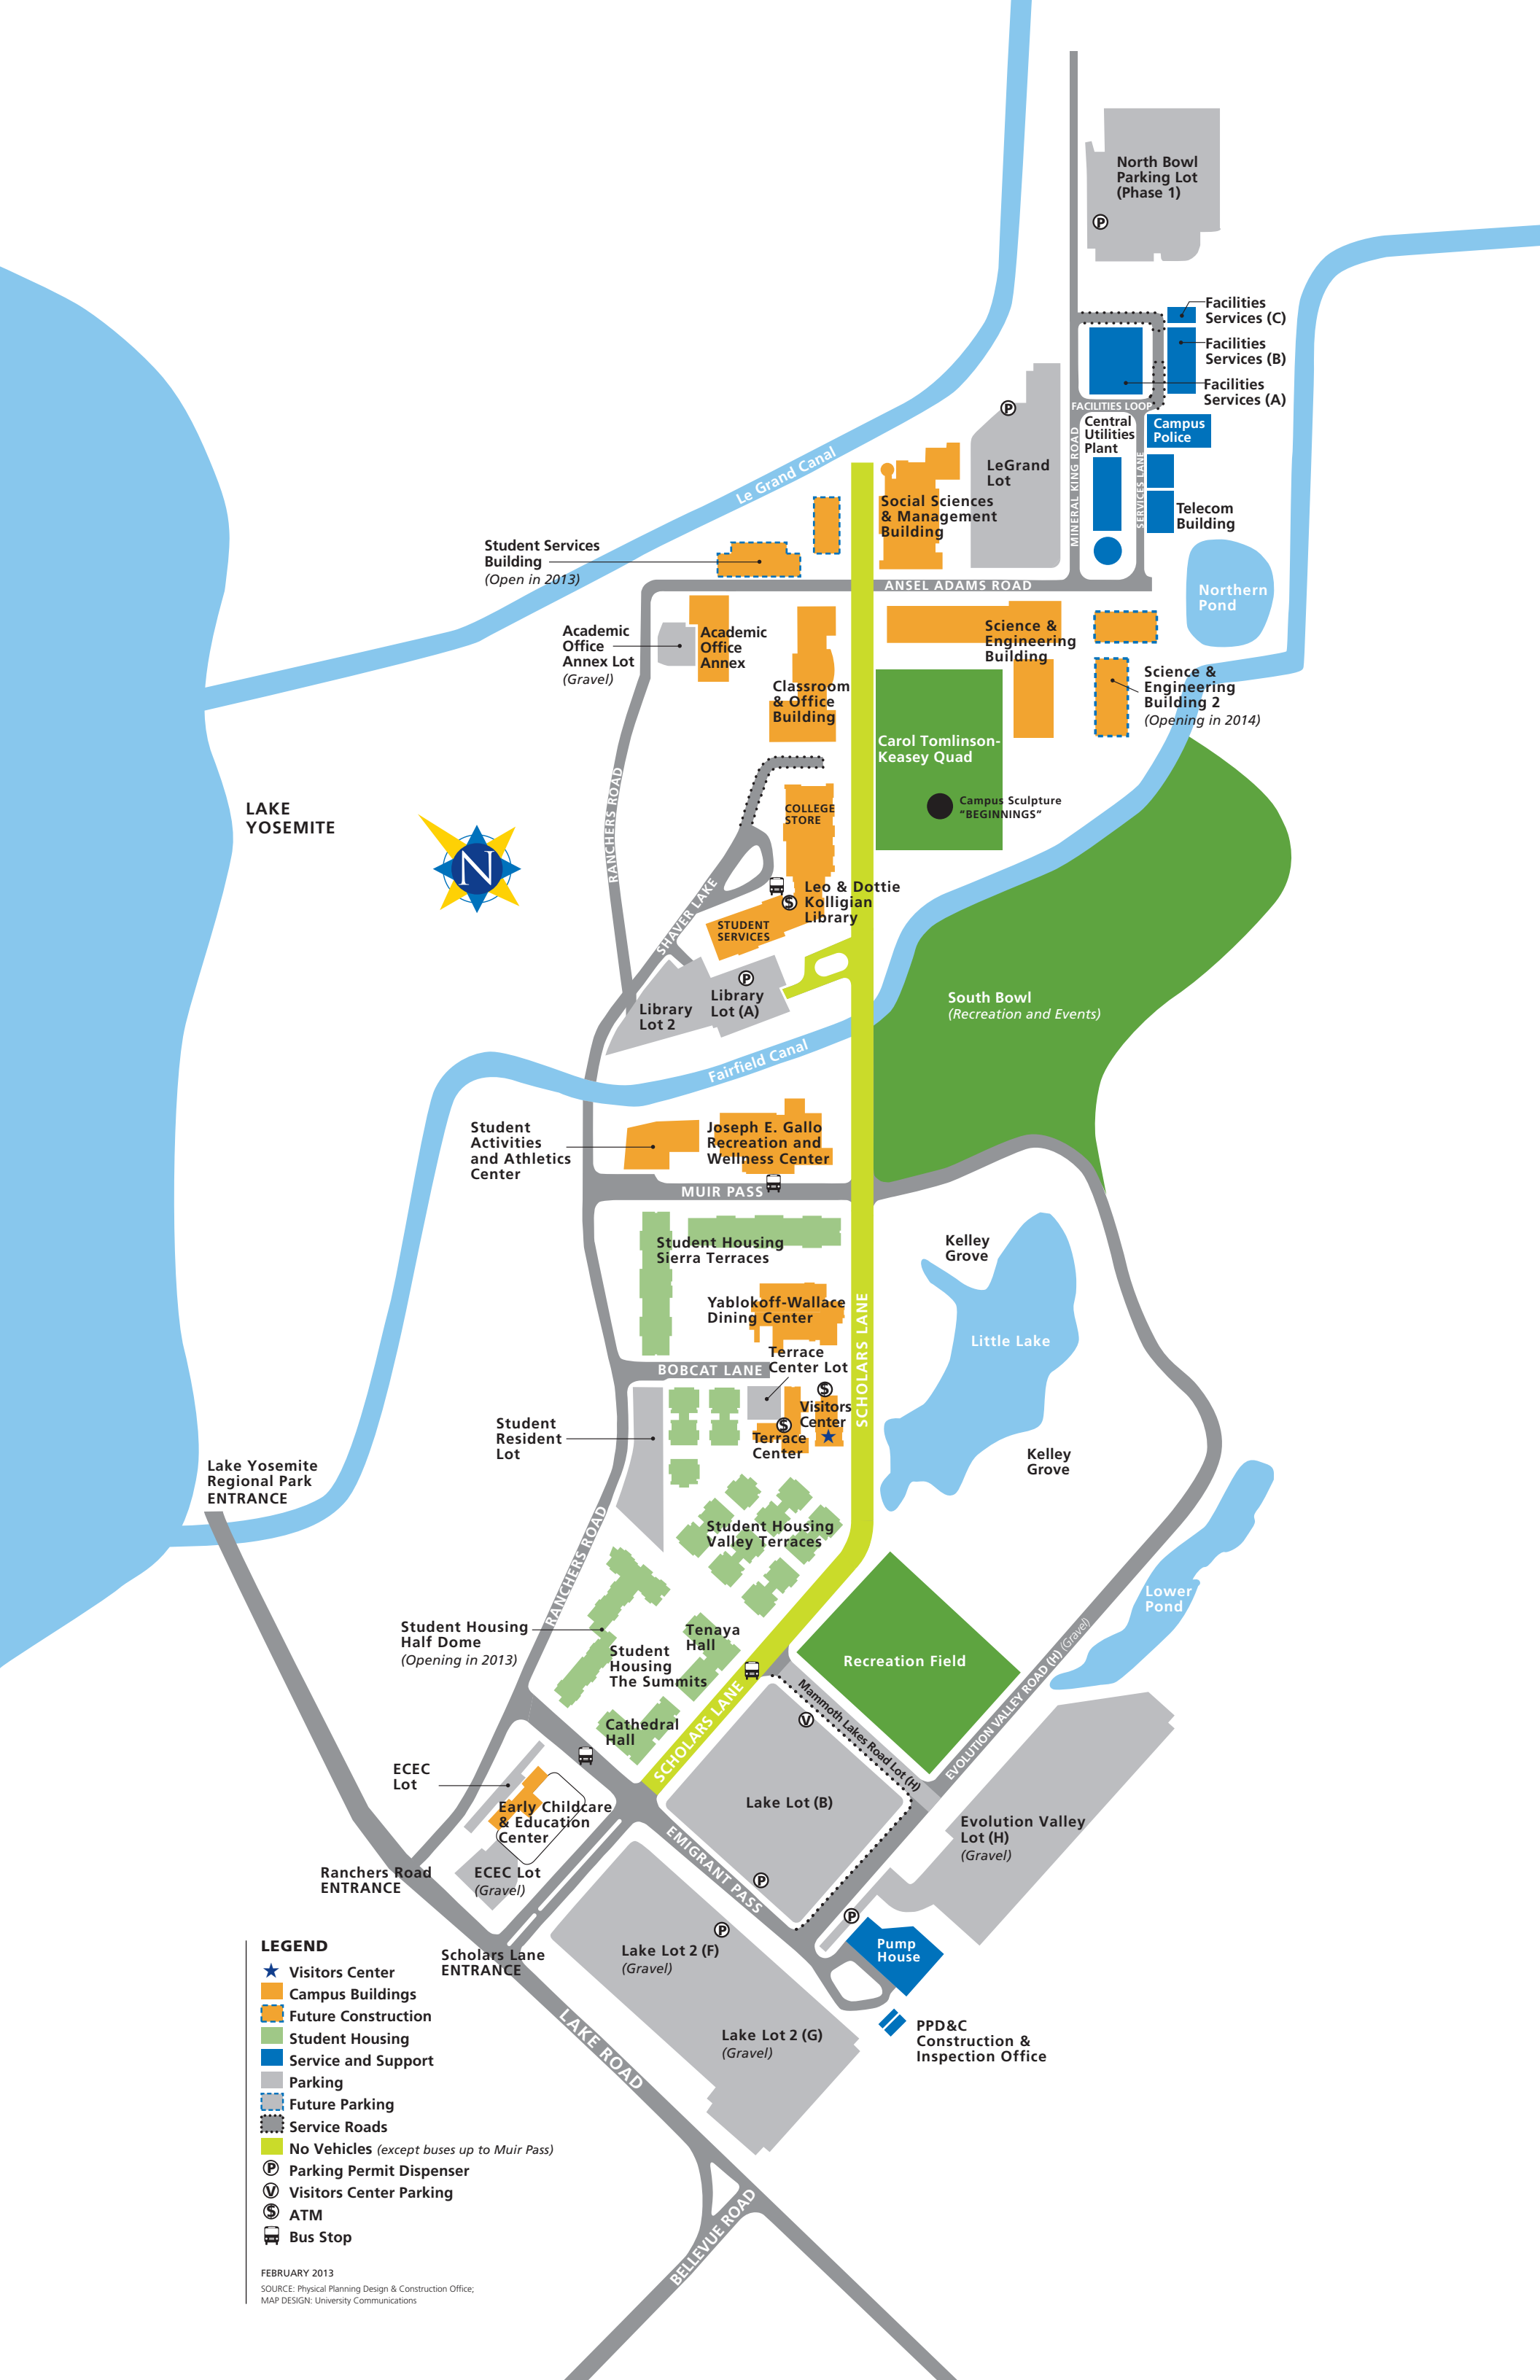 North Bowl
Parking Lot
(Phase 1)
P
Facilities
Services (C)
Facilities
Services (B)
Facilities
Services (A)
FACILITIES LOOP
P
Central
Utilities
Plant
Campus
Police
MINERAL KING ROAD
SERVICES LANE
LeGrand
Lot
Telecom
Building
Le Grand Canal
Social Sciences
& Management
Building
Student Services
Building
(Open in 2013)
ANSEL ADAMS ROAD
Northern
Pond
Academic
Office
Annex Lot
(Gravel)
Academic
Office
Annex
Science &
Engineering
Building
Classroom
& Office
Building
Science &
Engineering
Building 2
(Opening in 2014)
Carol Tomlinson-
Keasey Quad
RANCHERS ROAD
LAKE
YOSEMITE
N
COLLEGE
STORE
Campus Sculpture
“BEGINNINGS”
SHAVER LAKE
$
Leo & Dottie
Kolligian
Library
STUDENT
SERVICES
P
Library
Lot (A)
Library
Lot 2
South Bowl
(Recreation and Events)
Fairfield Canal
Student
Activities
and Athletics
Center
Joseph E. Gallo
Recreation and
Wellness Center
MUIR PASS
Student Housing
Sierra Terraces
Kelley
Grove
Yablokoff-Wallace
Dining Center
SCHOLARS LANE
Little Lake
Terrace
Center Lot
BOBCAT LANE
$
Visitors
Center
$
Terrace
Center
Student
Resident
Lot
Kelley
Grove
Lake Yosemite
Regional Park
ENTRANCE
Student Housing
Valley Terraces
RANCHERS ROAD
Lower
Pond
Student Housing
Half Dome
(Opening in 2013)
Tenaya
Hall
Student
Housing
The Summits
Recreation Field
EVOLUTION VALLEY ROAD (H) (Gravel)
Mammoth Lakes Road Lot (H)
V
SCHOLARS LANE
Cathedral
Hall
ECEC
Lot
Early Childcare
& Education
Center
Lake Lot (B)
Evolution Valley
Lot (H)
(Gravel)
EMIGRANT PASS
P
P
Ranchers Road
ENTRANCE
ECEC Lot
(Gravel)
P
Pump
House
Scholars Lane
ENTRANCE
Lake Lot 2 (F)
(Gravel)
Lake Lot 2 (G)
(Gravel)
PPD&C
Construction &
Inspection Office
LAKE ROAD
BELLEVUE ROAD
LEGEND
Visitors Center
Campus Buildings
Future Construction
Student Housing
Service and Support
Parking
Future Parking
Service Roads
No Vehicles (except buses up to Muir Pass)
P Parking Permit Dispenser
V Visitors Center Parking
$ ATM
Bus Stop
FEBRUARY 2013
SOURCE: Physical Planning Design & Construction Office;
MAP DESIGN: University Communications